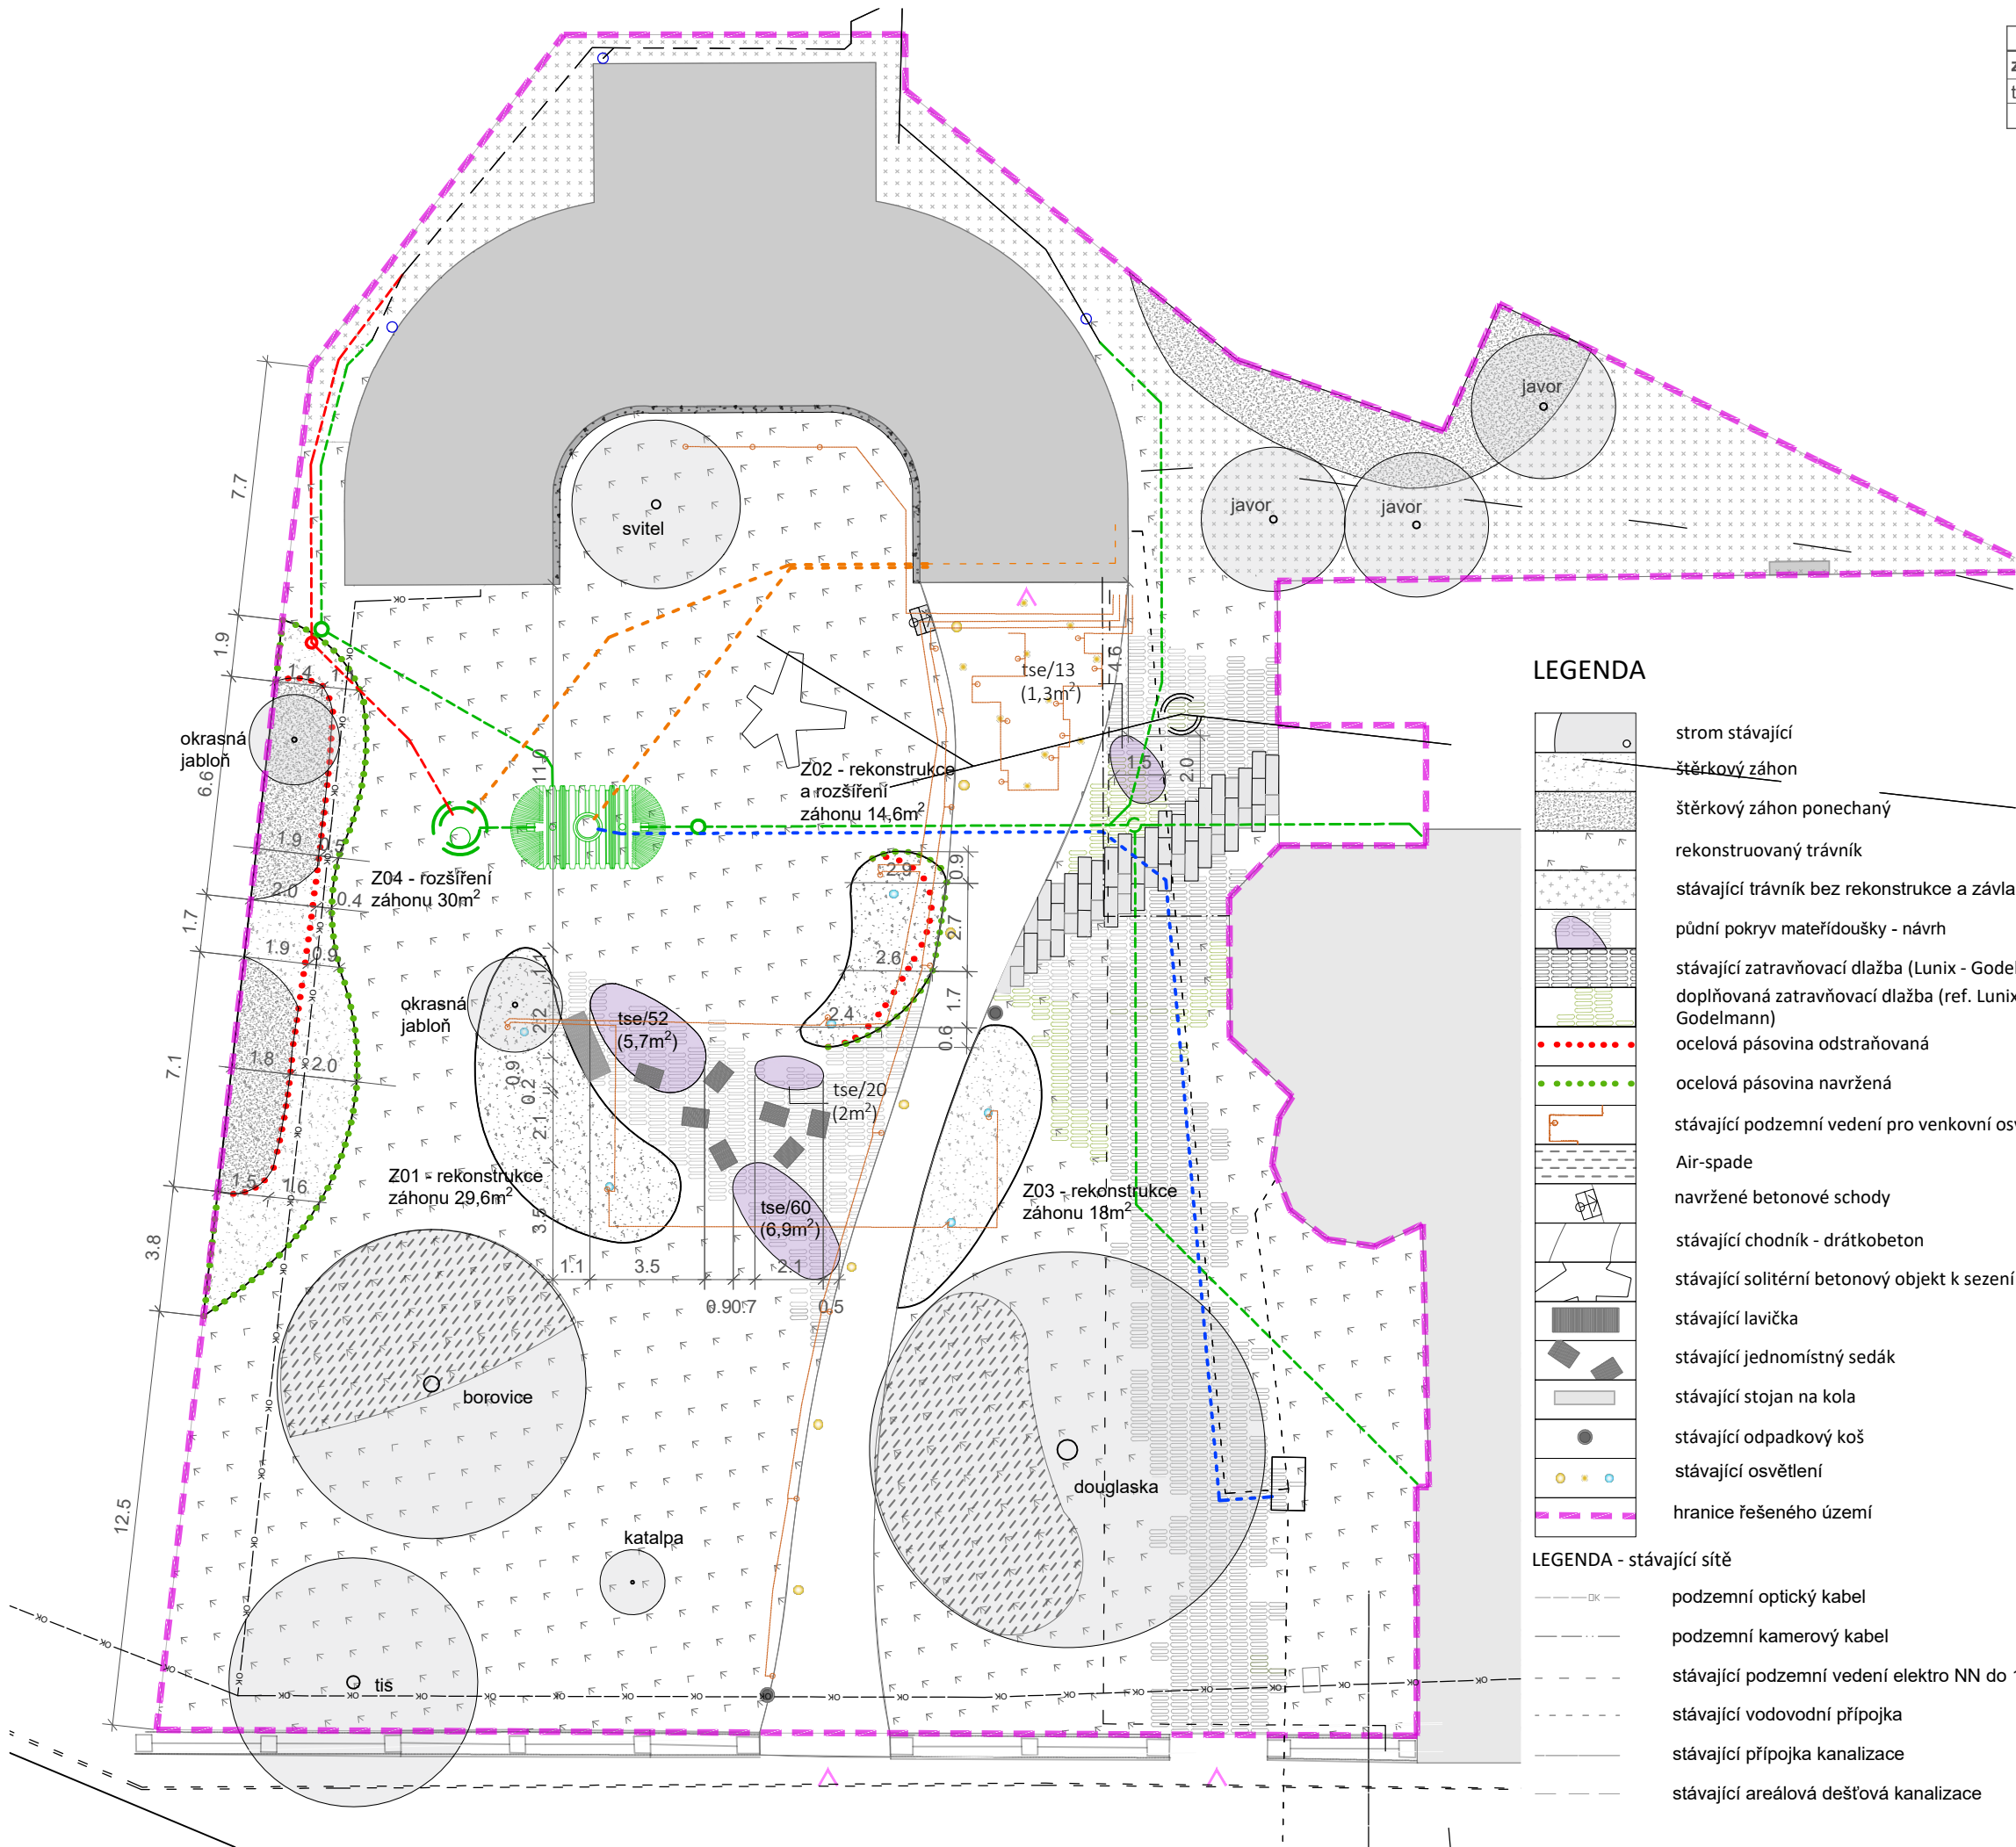 z
t
7.7
1.9
6.6
1.7
7.1
3.8
12.5
svitel
javor
javor
javor
okrasná
jabloň
1.4
1.9
0.5
2.0
0.4
1.9
0.9
1.8
2.0
1.5
1.6
Z04 - rozšíření
záhonu 30m²
11.0
Z02 - rekonstrukce
a rozšíření
záhonu 14,6m²
tse/13
(1,3m²)
4.6
1.5
2.0
2.9
0.9
2.7
2.6
1.7
2.4
0.6
okrasná
jabloň
1.1
2.2
0.9
0.2
2.1
3.5
tse/52
(5,7m²)
tse/20
(2m²)
tse/60
(6,9m²)
Z01 - rekonstrukce
záhonu 29,6m²
Z03 - rekonstrukce
záhonu 18m²
1.1
3.5
0.9
0.7
2.1
0.5
borovice
douglaska
katalpa
tis
OK
LEGENDA
strom stávající
štěrkový záhon
štěrkový záhon ponechaný
rekonstruovaný trávník
stávající trávník bez rekonstrukce a závla
půdní pokryv mateřídoušky - návrh
stávající zatravňovací dlažba (Lunix - Godel
doplňovaná zatravňovací dlažba (ref. Lunix
Godelmann)
ocelová pásovina odstraňovaná
ocelová pásovina navržená
stávající podzemní vedení pro venkovní osv
Air-spade
navržené betonové schody
stávající chodník - drátkobeton
stávající solitérní betonový objekt k sezení
stávající lavička
stávající jednomístný sedák
stávající stojan na kola
stávající odpadkový koš
stávající osvětlení
hranice řešeného území
LEGENDA - stávající sítě
podzemní optický kabel
podzemní kamerový kabel
stávající podzemní vedení elektro NN do 1
stávající vodovodní přípojka
stávající přípojka kanalizace
stávající areálová dešťová kanalizace